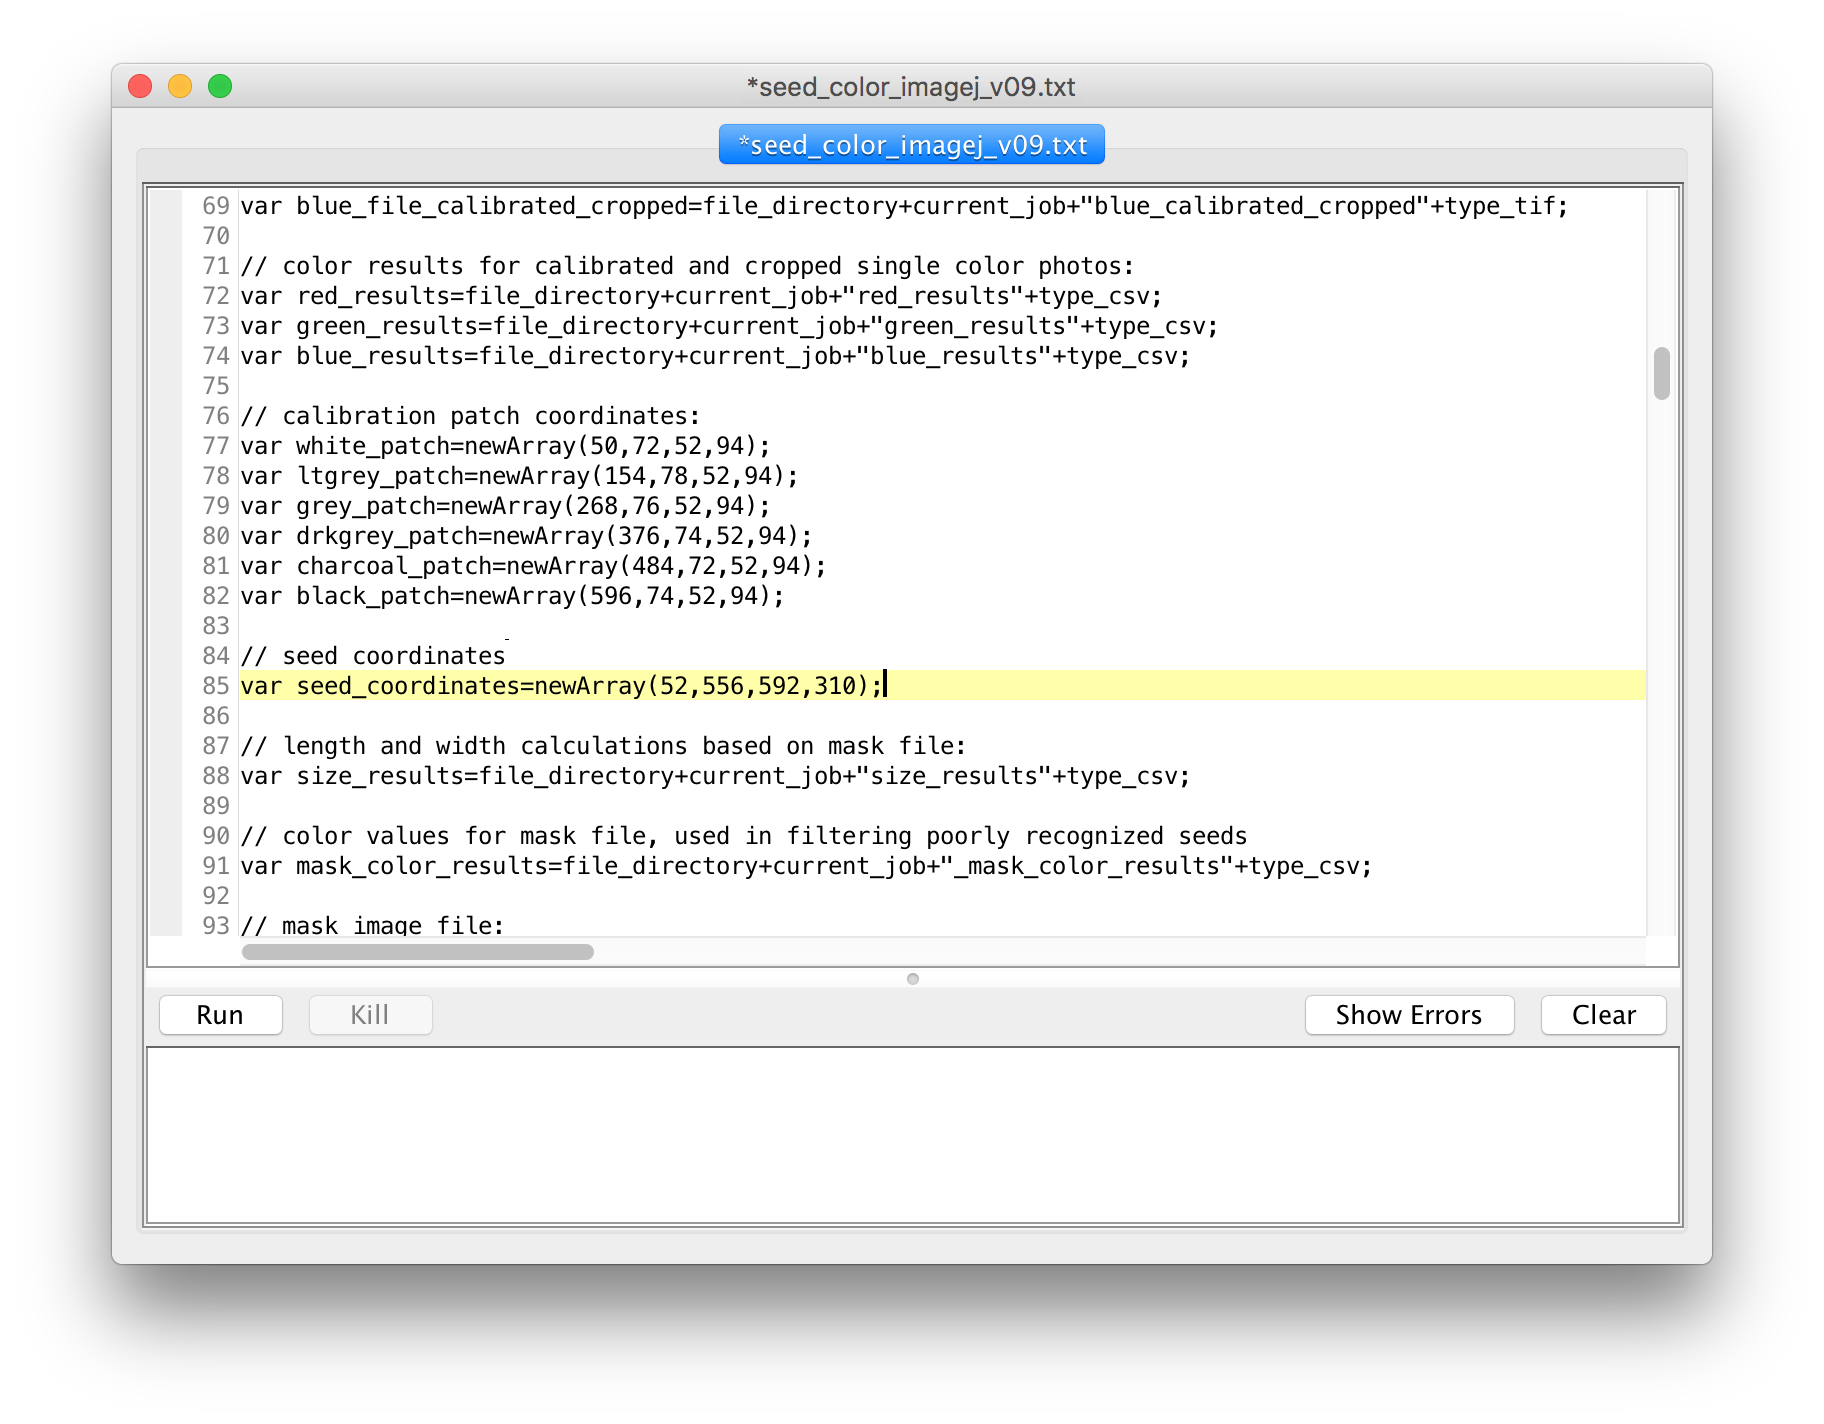 *seed_color_imagej_v09.txt
*seed_color_imagej_v09.txt
69 var blue_file_calibrated_cropped=file_directory+current_job+"blue_calibrated_cropped"+type_tif;
70
71 // color results for calibrated and cropped single color photos:
72 var red_results=file_directory+current_job+"red_results"+type_csv;
73 var green_results=file_directory+current_job+"green_results"+type_csv;
74 var blue_results=file_directory+current_job+"blue_results"+type_csv;
75
76 // calibration patch coordinates:
77 var white_patch=newArray(50,72,52,94);
78 var ltgrey_patch=newArray(154,78,52,94);
79 var grey_patch=newArray(268,76,52,94);
80 var drkgrey_patch=newArray(376,74,52,94);
81 var charcoal_patch=newArray(484,72,52,94);
82 var black_patch=newArray(596,74,52,94);
83
84 // seed coordinates
85 var seed_coordinates=newArray(52,556,592,310);
86
87 // length and width calculations based on mask file:
88 var size_results=file_directory+current_job+"size_results"+type_csv;
89
90 // color values for mask file, used in filtering poorly recognized seeds
91 var mask_color_results=file_directory+current_job+"_mask_color_results"+type_csv;
92
93 // mask image file:
Run Kill Show Errors Clear